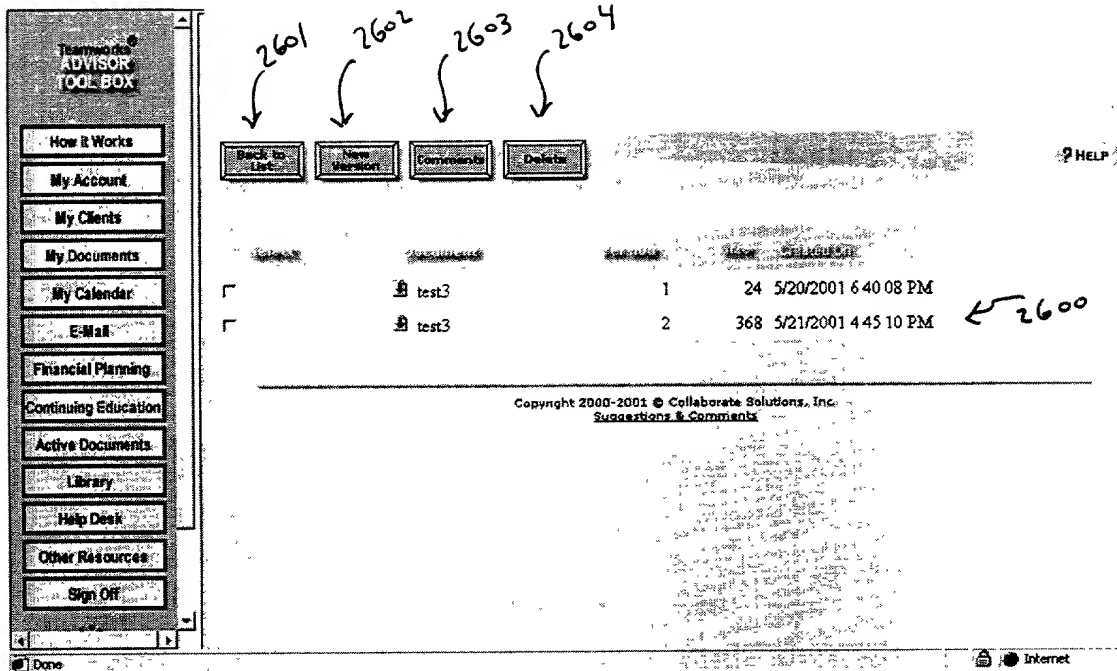 Teamworks®
ADVISOR
TOOL BOX
How it Works
My Account
My Clients
My Documents
My Calendar
E-Mail
Financial Planning
Continuing Education
Active Documents
Library
Help Desk
Other Resources
Sign Off
2601 2602 2603 2604
Back to List New Version Comments Delete
? HELP
test3 1 24 5/20/2001 6 40 08 PM
test3 2 368 5/21/2001 4 45 10 PM
2600
Copyright 2000-2001 © Collaborate Solutions, Inc.
Suggestions & Comments
Done Internet